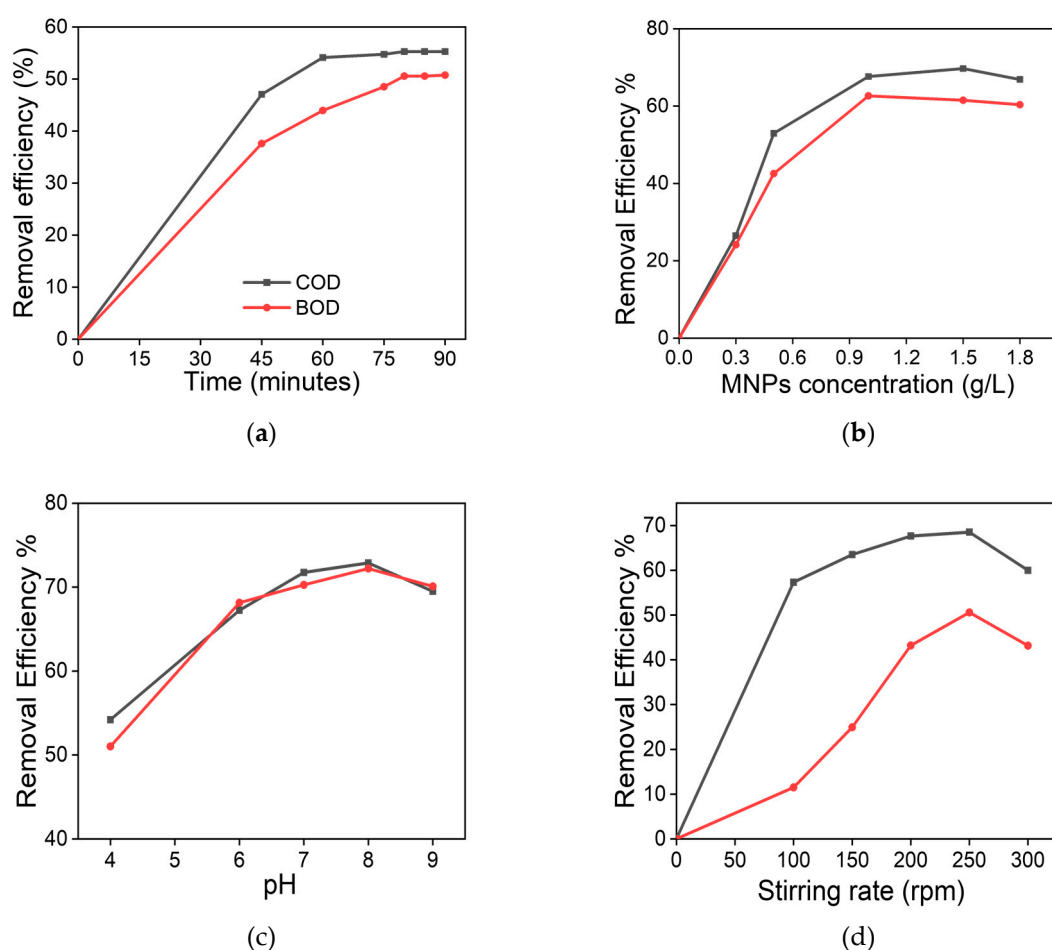 60
50
40
30
20
10
0
Removal efficiency (%)
COD
BOD
0 15 30 45 60 75 90
Time (minutes)
(a)
80
60
40
20
0
Removal Efficiency %
0.0 0.3 0.6 0.9 1.2 1.5 1.8
MNPs concentration (g/L)
(b)
80
70
60
50
40
Removal Efficiency %
4 5 6 7 8 9
pH
(c)
70
60
50
40
30
20
10
0
Removal Efficiency %
0 50 100 150 200 250 300
Stirring rate (rpm)
(d)